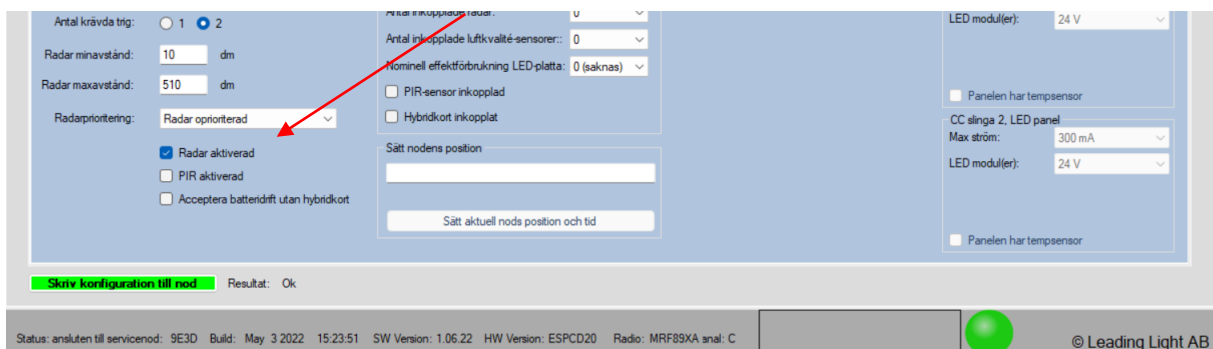 Antal krävda trig: 1 2
Radar minavstånd: 10 dm
Radar maxavstånd: 510 dm
Radarprioritering: Radar oprioriterad
Radar aktiverad
PIR aktiverad
Acceptera batteridrift utan hybridkort
Antal inkopplade radar: 0
Antal inkopplade luftkvalité-sensorer:: 0
Nominell effektförbrukning LED-platta: 0 (saknas)
PIR-sensor inkopplad
Hybridkort inkopplat
Sätt nodens position
Sätt aktuell nods position och tid
LED modul(er): 24 V
Panelen har tempsensor
CC slinga 2, LED panel
Max ström: 300 mA
LED modul(er): 24 V
Panelen har tempsensor
Skriv konfiguration till nod Resultat: Ok
Status: ansluten till servicenod: 9E3D Build: May 3 2022 15:23:51 SW Version: 1.06.22 HW Version: ESPCD20 Radio: MRF89XA anal: C
© Leading Light AB